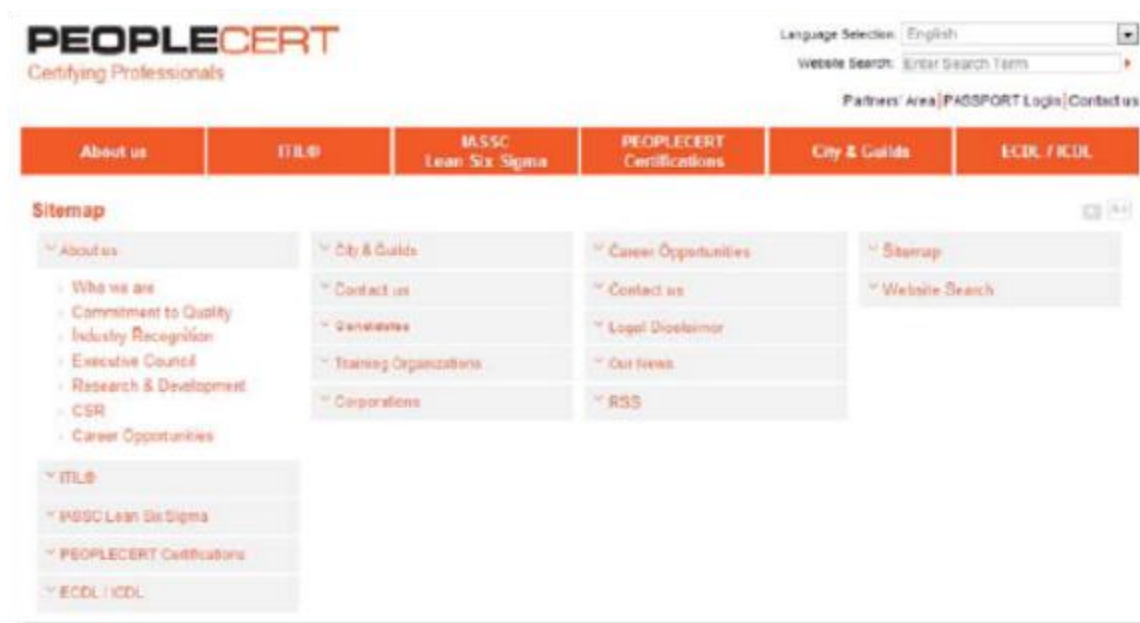 PEOPLECERT
Certifying Professionals
Language Selection: English
Website Search: Enter Search Term
Partners' Area|PASSPORT Login|Contact us
About us
ITIL®
IASSC
Lean Six Sigma
PEOPLECERT
Certifications
City & Guilds
ECDL / ICDL
Sitemap
About us
Who we are
Commitment to Quality
Industry Recognition
Executive Council
Research & Development
CSR
Career Opportunities
ITIL®
IASSC Lean Six Sigma
PEOPLECERT Certifications
ECDL / ICDL
City & Guilds
Contact us
Candidates
Training Organizations
Corporations
Career Opportunities
Contact us
Legal Disclaimer
Our News
RSS
Sitemap
Website Search